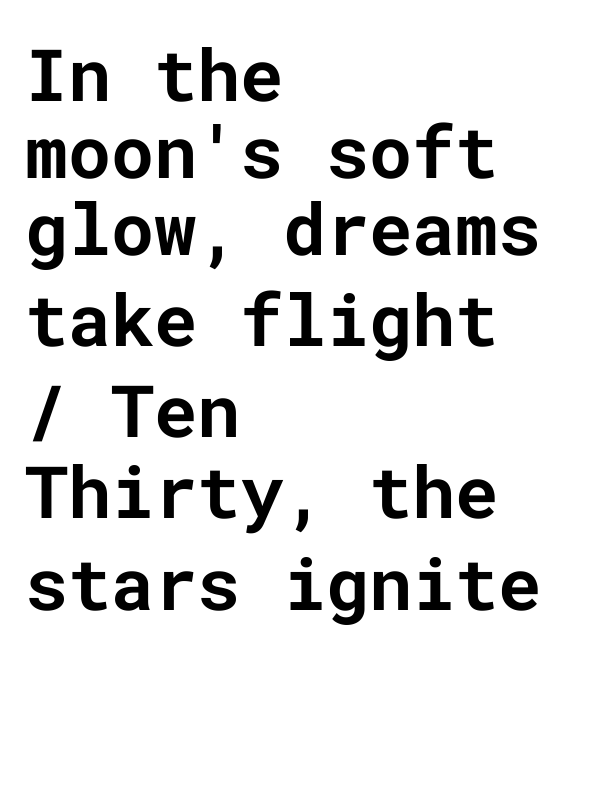 In the
moon's soft
glow, dreams
take flight
/ Ten
Thirty, the
stars ignite